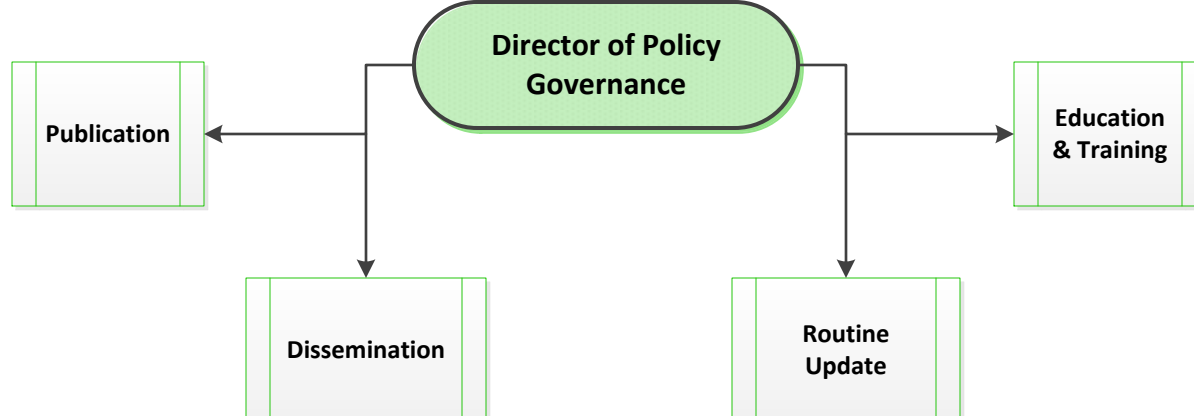 Director of Policy
Governance
Publication
Education
& Training
Dissemination
Routine
Update